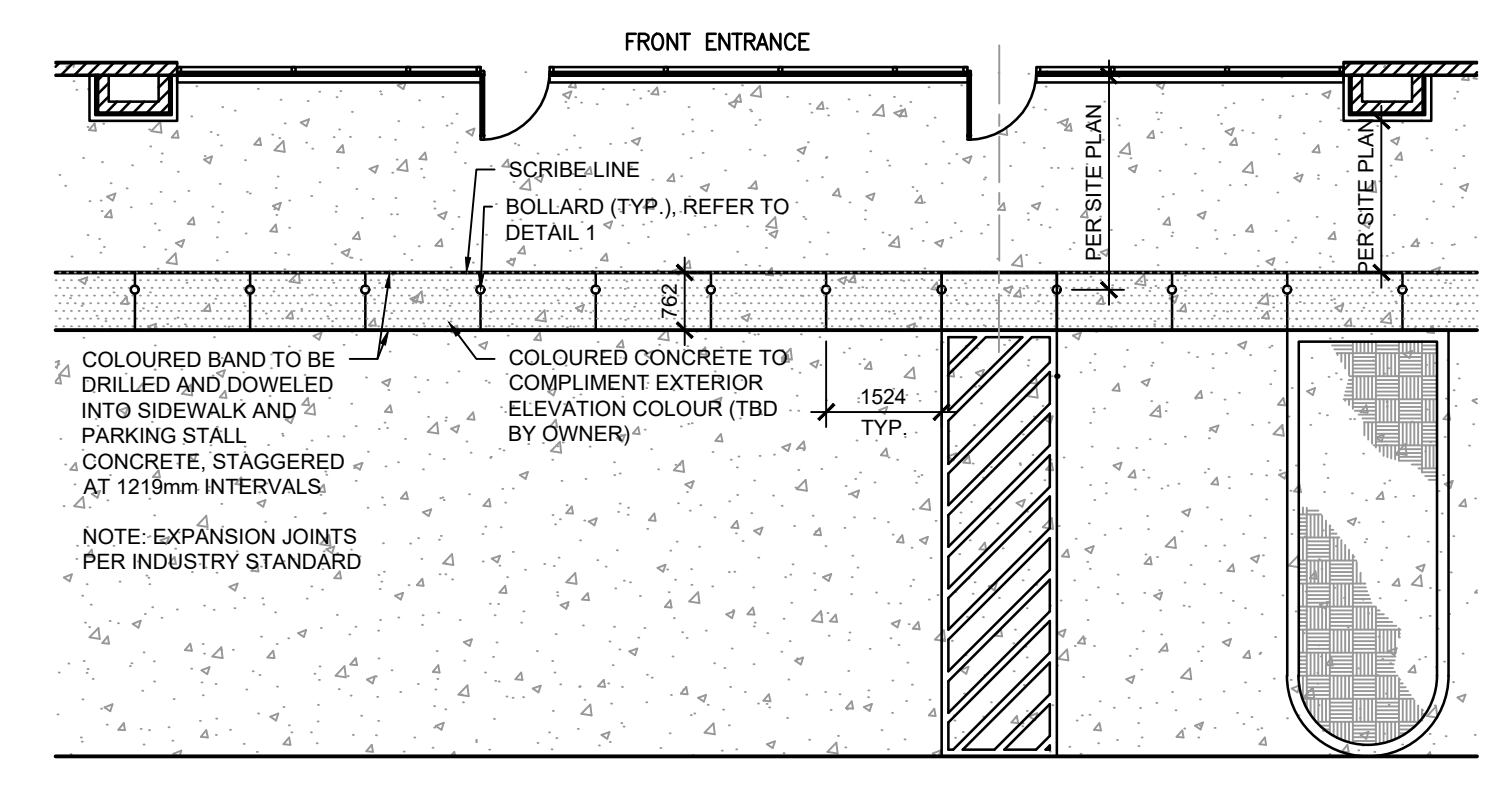 FRONT ENTRANCE
SCRIBE LINE
BOLLARD (TYP.), REFER TO
DETAIL 1
PER SITE PLAN
PER SITE PLAN
762
COLOURED BAND TO BE
DRILLED AND DOWELED
INTO SIDEWALK AND
PARKING STALL
CONCRETE, STAGGERED
AT 1219mm INTERVALS
NOTE: EXPANSION JOINTS
PER INDUSTRY STANDARD
COLOURED CONCRETE TO
COMPLIMENT EXTERIOR
ELEVATION COLOUR (TBD
BY OWNER)
1524
TYP.